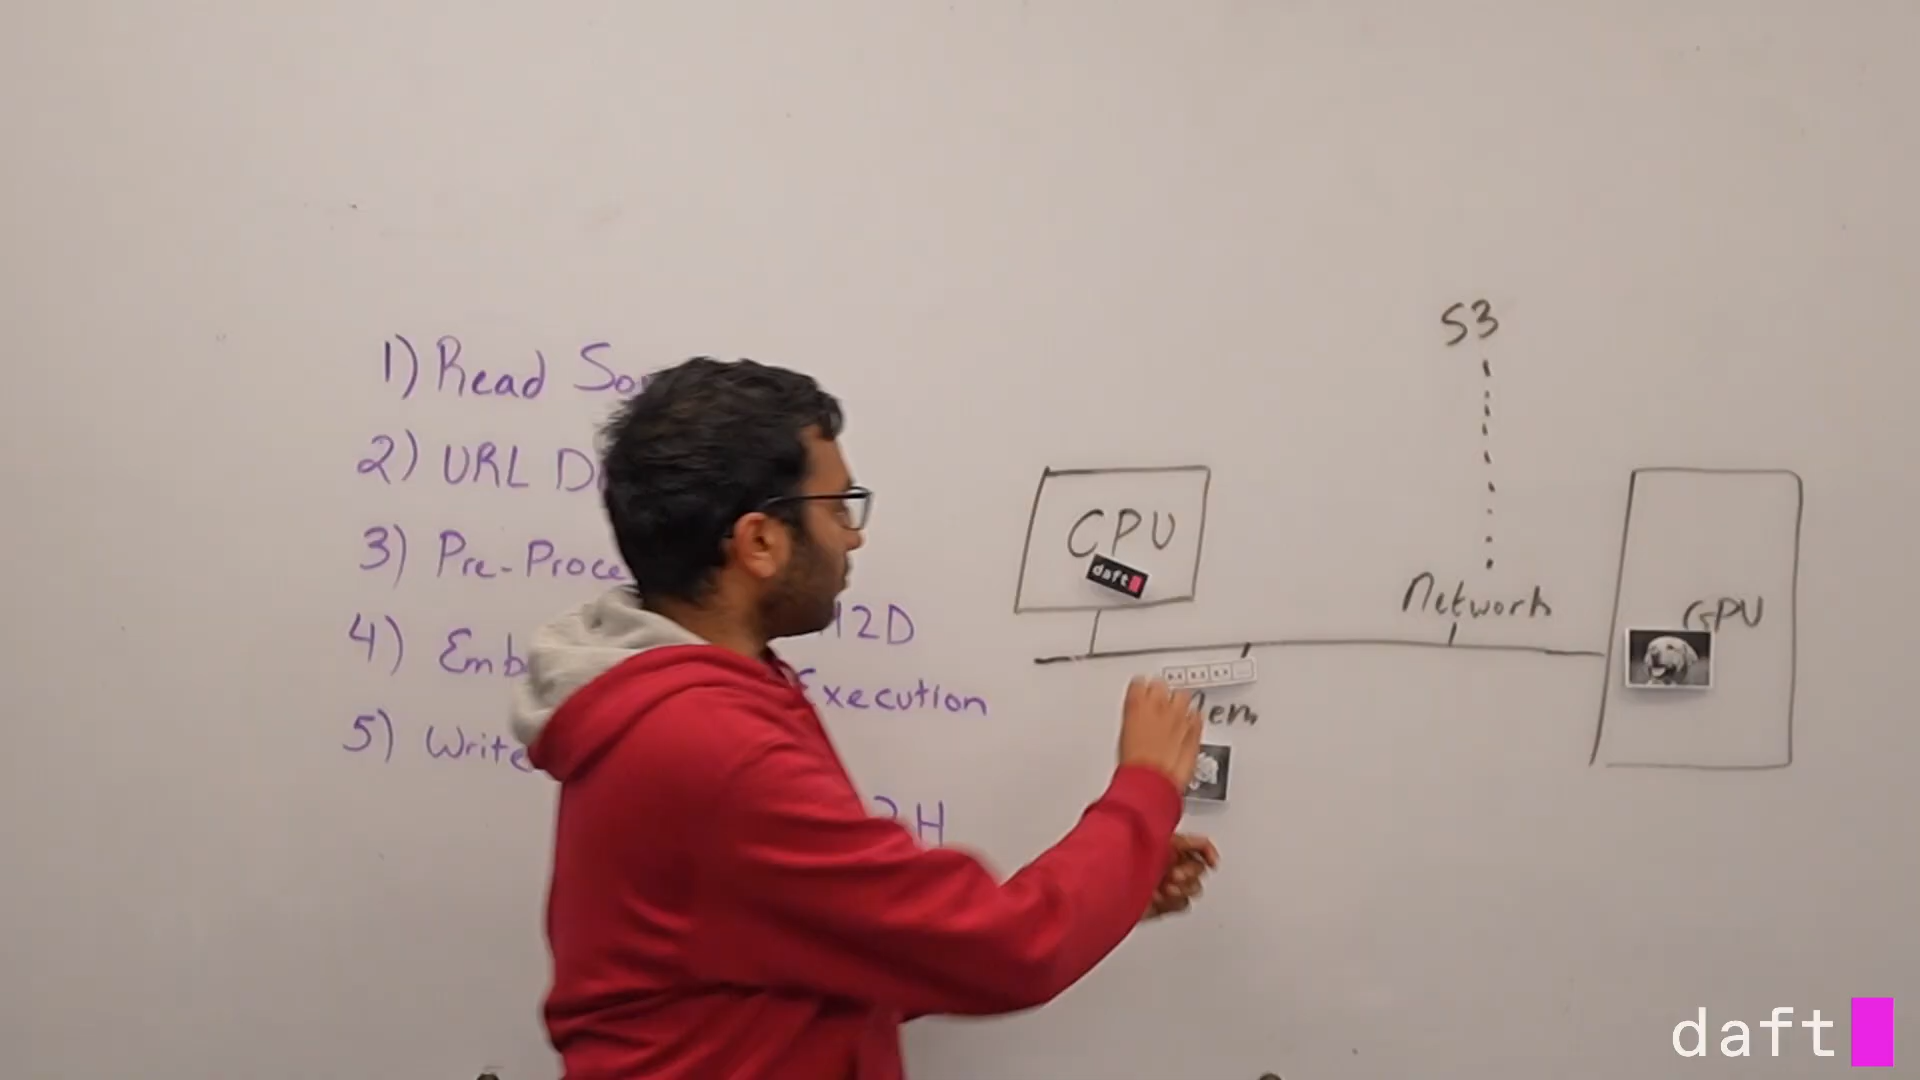 1) Read
2) URL
3) Pre-Proce
4) Emb
5) Write
H2D
Execution
2H
S3
CPU
daft
Network
GPU
Mem
daft